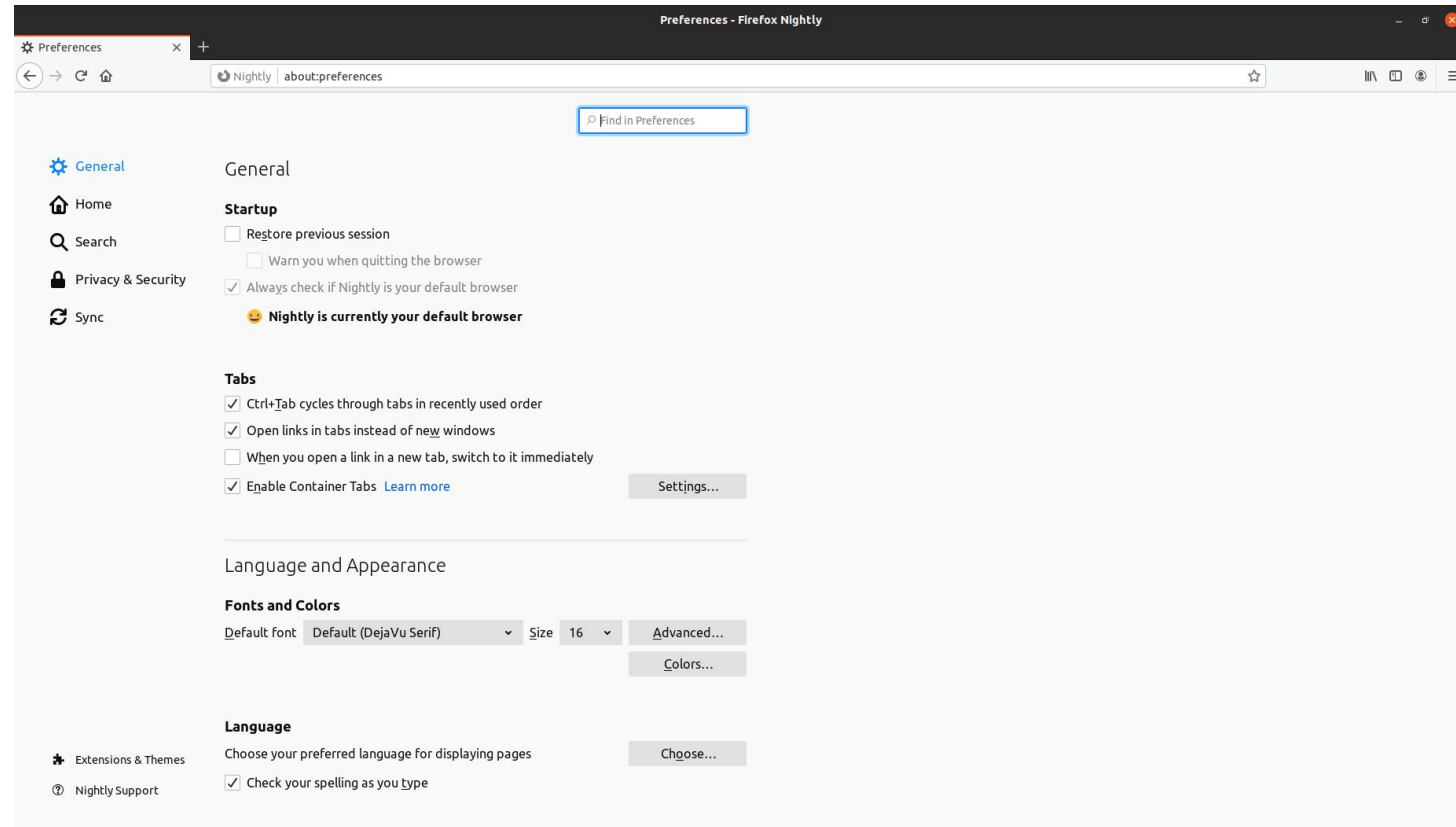 Preferences - Firefox Nightly
Preferences
Nightly about:preferences
Find in Preferences
General
Home
Search
Privacy & Security
Sync
Extensions & Themes
Nightly Support
General
Startup
Restore previous session
Warn you when quitting the browser
Always check if Nightly is your default browser
Nightly is currently your default browser
Tabs
Ctrl+Tab cycles through tabs in recently used order
Open links in tabs instead of new windows
When you open a link in a new tab, switch to it immediately
Enable Container Tabs Learn more Settings...
Language and Appearance
Fonts and Colors
Default font Default (DejaVu Serif) Size 16 Advanced...
Colors...
Language
Choose your preferred language for displaying pages Choose...
Check your spelling as you type